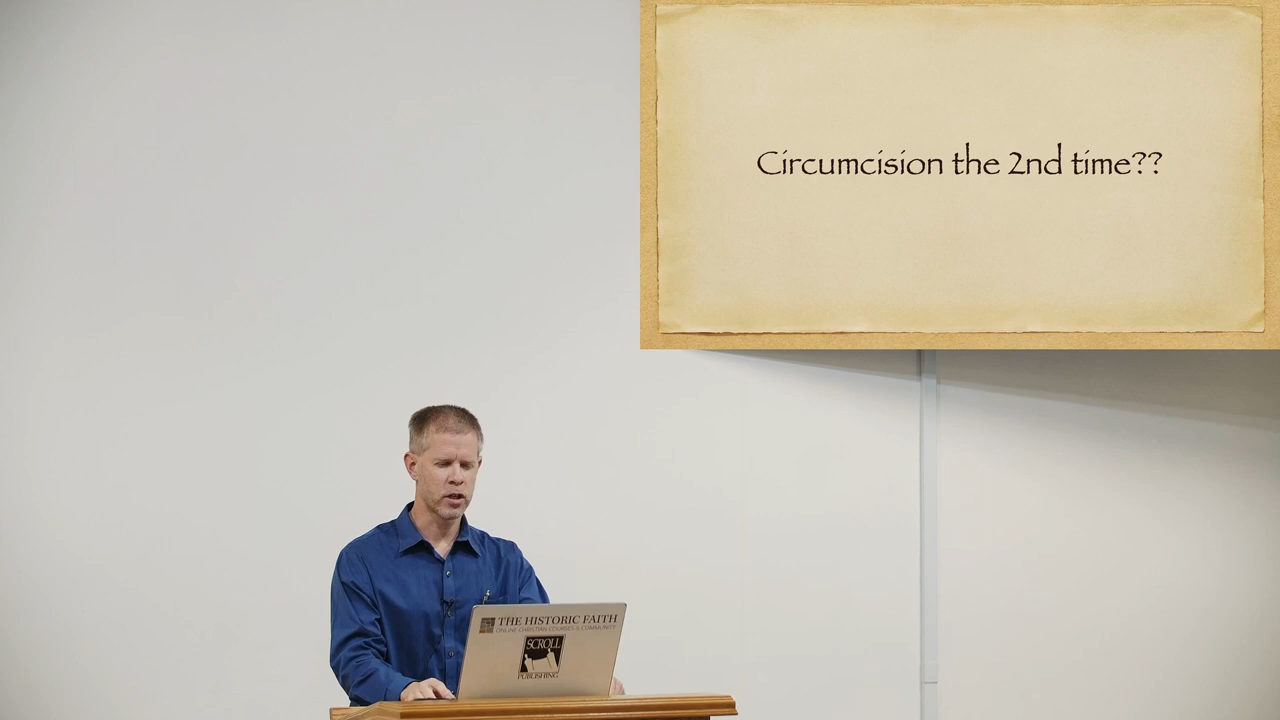 Circumcision the 2nd time??
THE HISTORIC FAITH
ONLINE CHRISTIAN COURSES & COMMUNITY
SCROLL
PUBLISHING